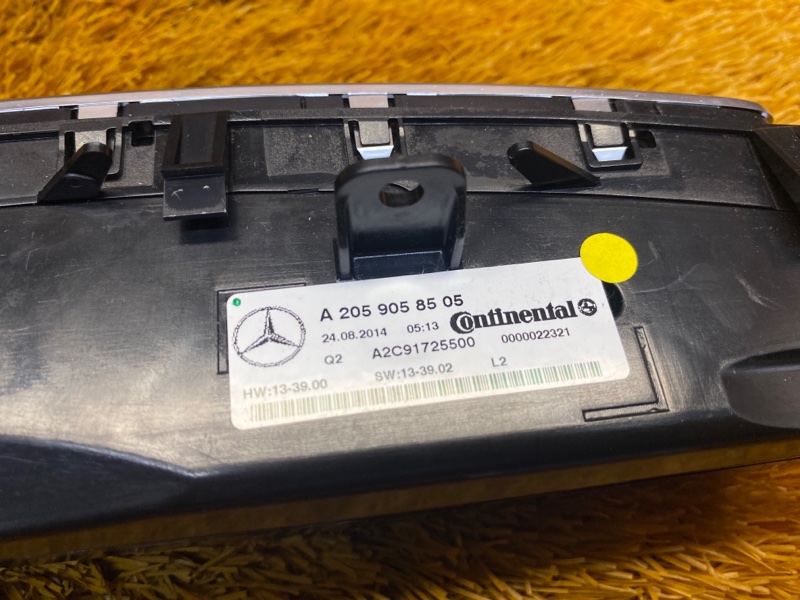 A 205 905 85 05
24.08.2014 05:13 Continental
Q2 A2C91725500 0000022321
HW:13-39.00 SW:13-39.02 L2